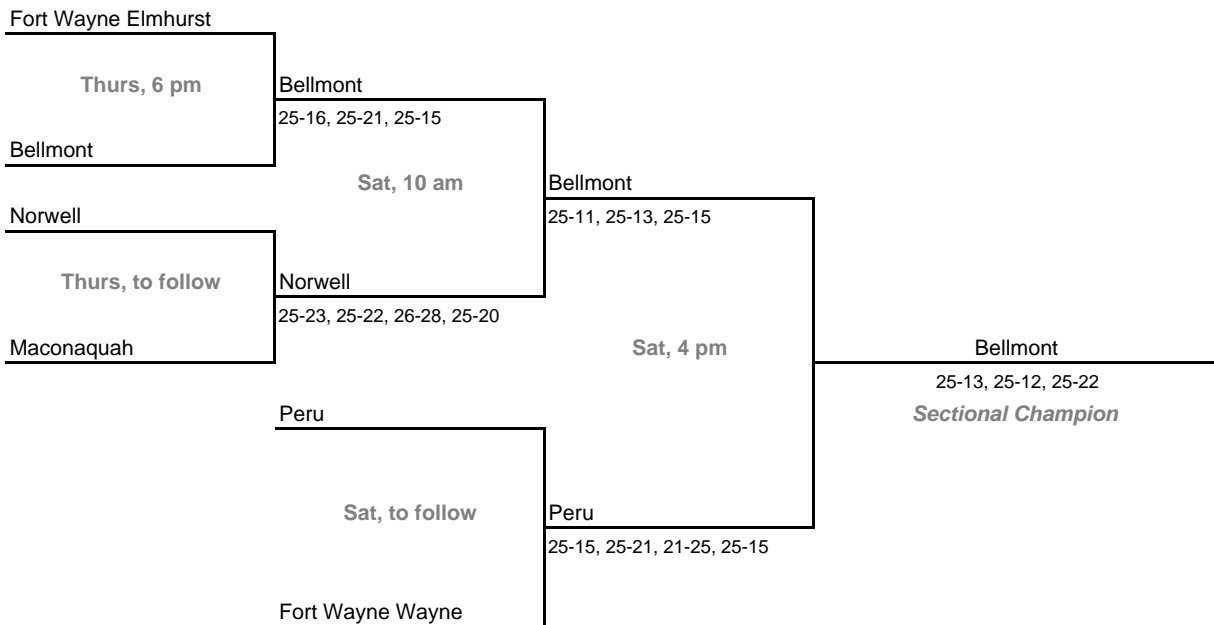 Fort Wayne Elmhurst
Thurs, 6 pm
Bellmont
25-16, 25-21, 25-15
Bellmont
Sat, 10 am
Bellmont
Norwell
25-11, 25-13, 25-15
Thurs, to follow
Norwell
25-23, 25-22, 26-28, 25-20
Maconaquah
Sat, 4 pm
Bellmont
25-13, 25-12, 25-22
Peru
Sectional Champion
Sat, to follow
Peru
25-15, 25-21, 21-25, 25-15
Fort Wayne Wayne